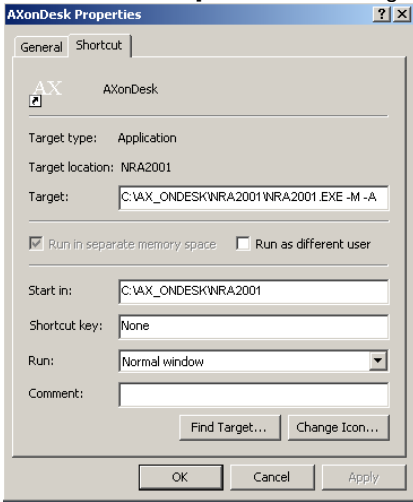 AXonDesk Properties
General Shortcut
AX AXonDesk
Target type: Application
Target location: NRA2001
Target: C:\AX_ONDESK\NRA2001\NRA2001.EXE -M -A
Run in separate memory space Run as different user
Start in: C:\AX_ONDESK\NRA2001
Shortcut key: None
Run: Normal window
Comment:
Find Target... Change Icon...
OK Cancel Apply